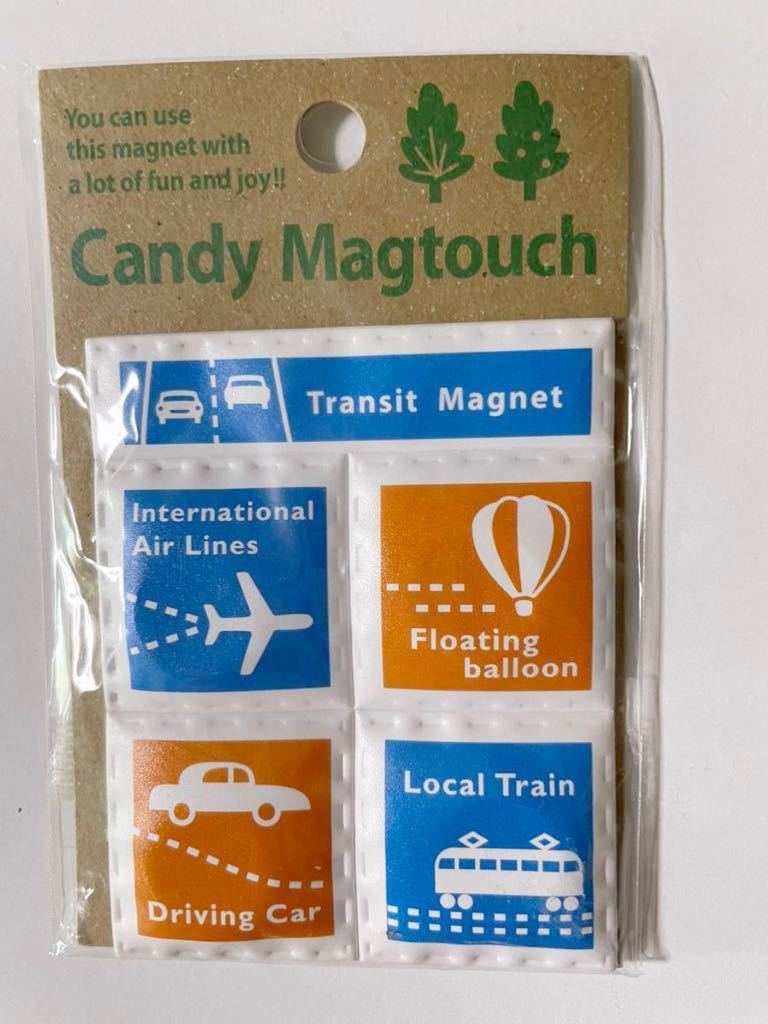 You can use
this magnet with
a lot of fun and joy!!
Candy Magtouch
Transit Magnet
International
Air Lines
Floating
balloon
Driving Car
Local Train